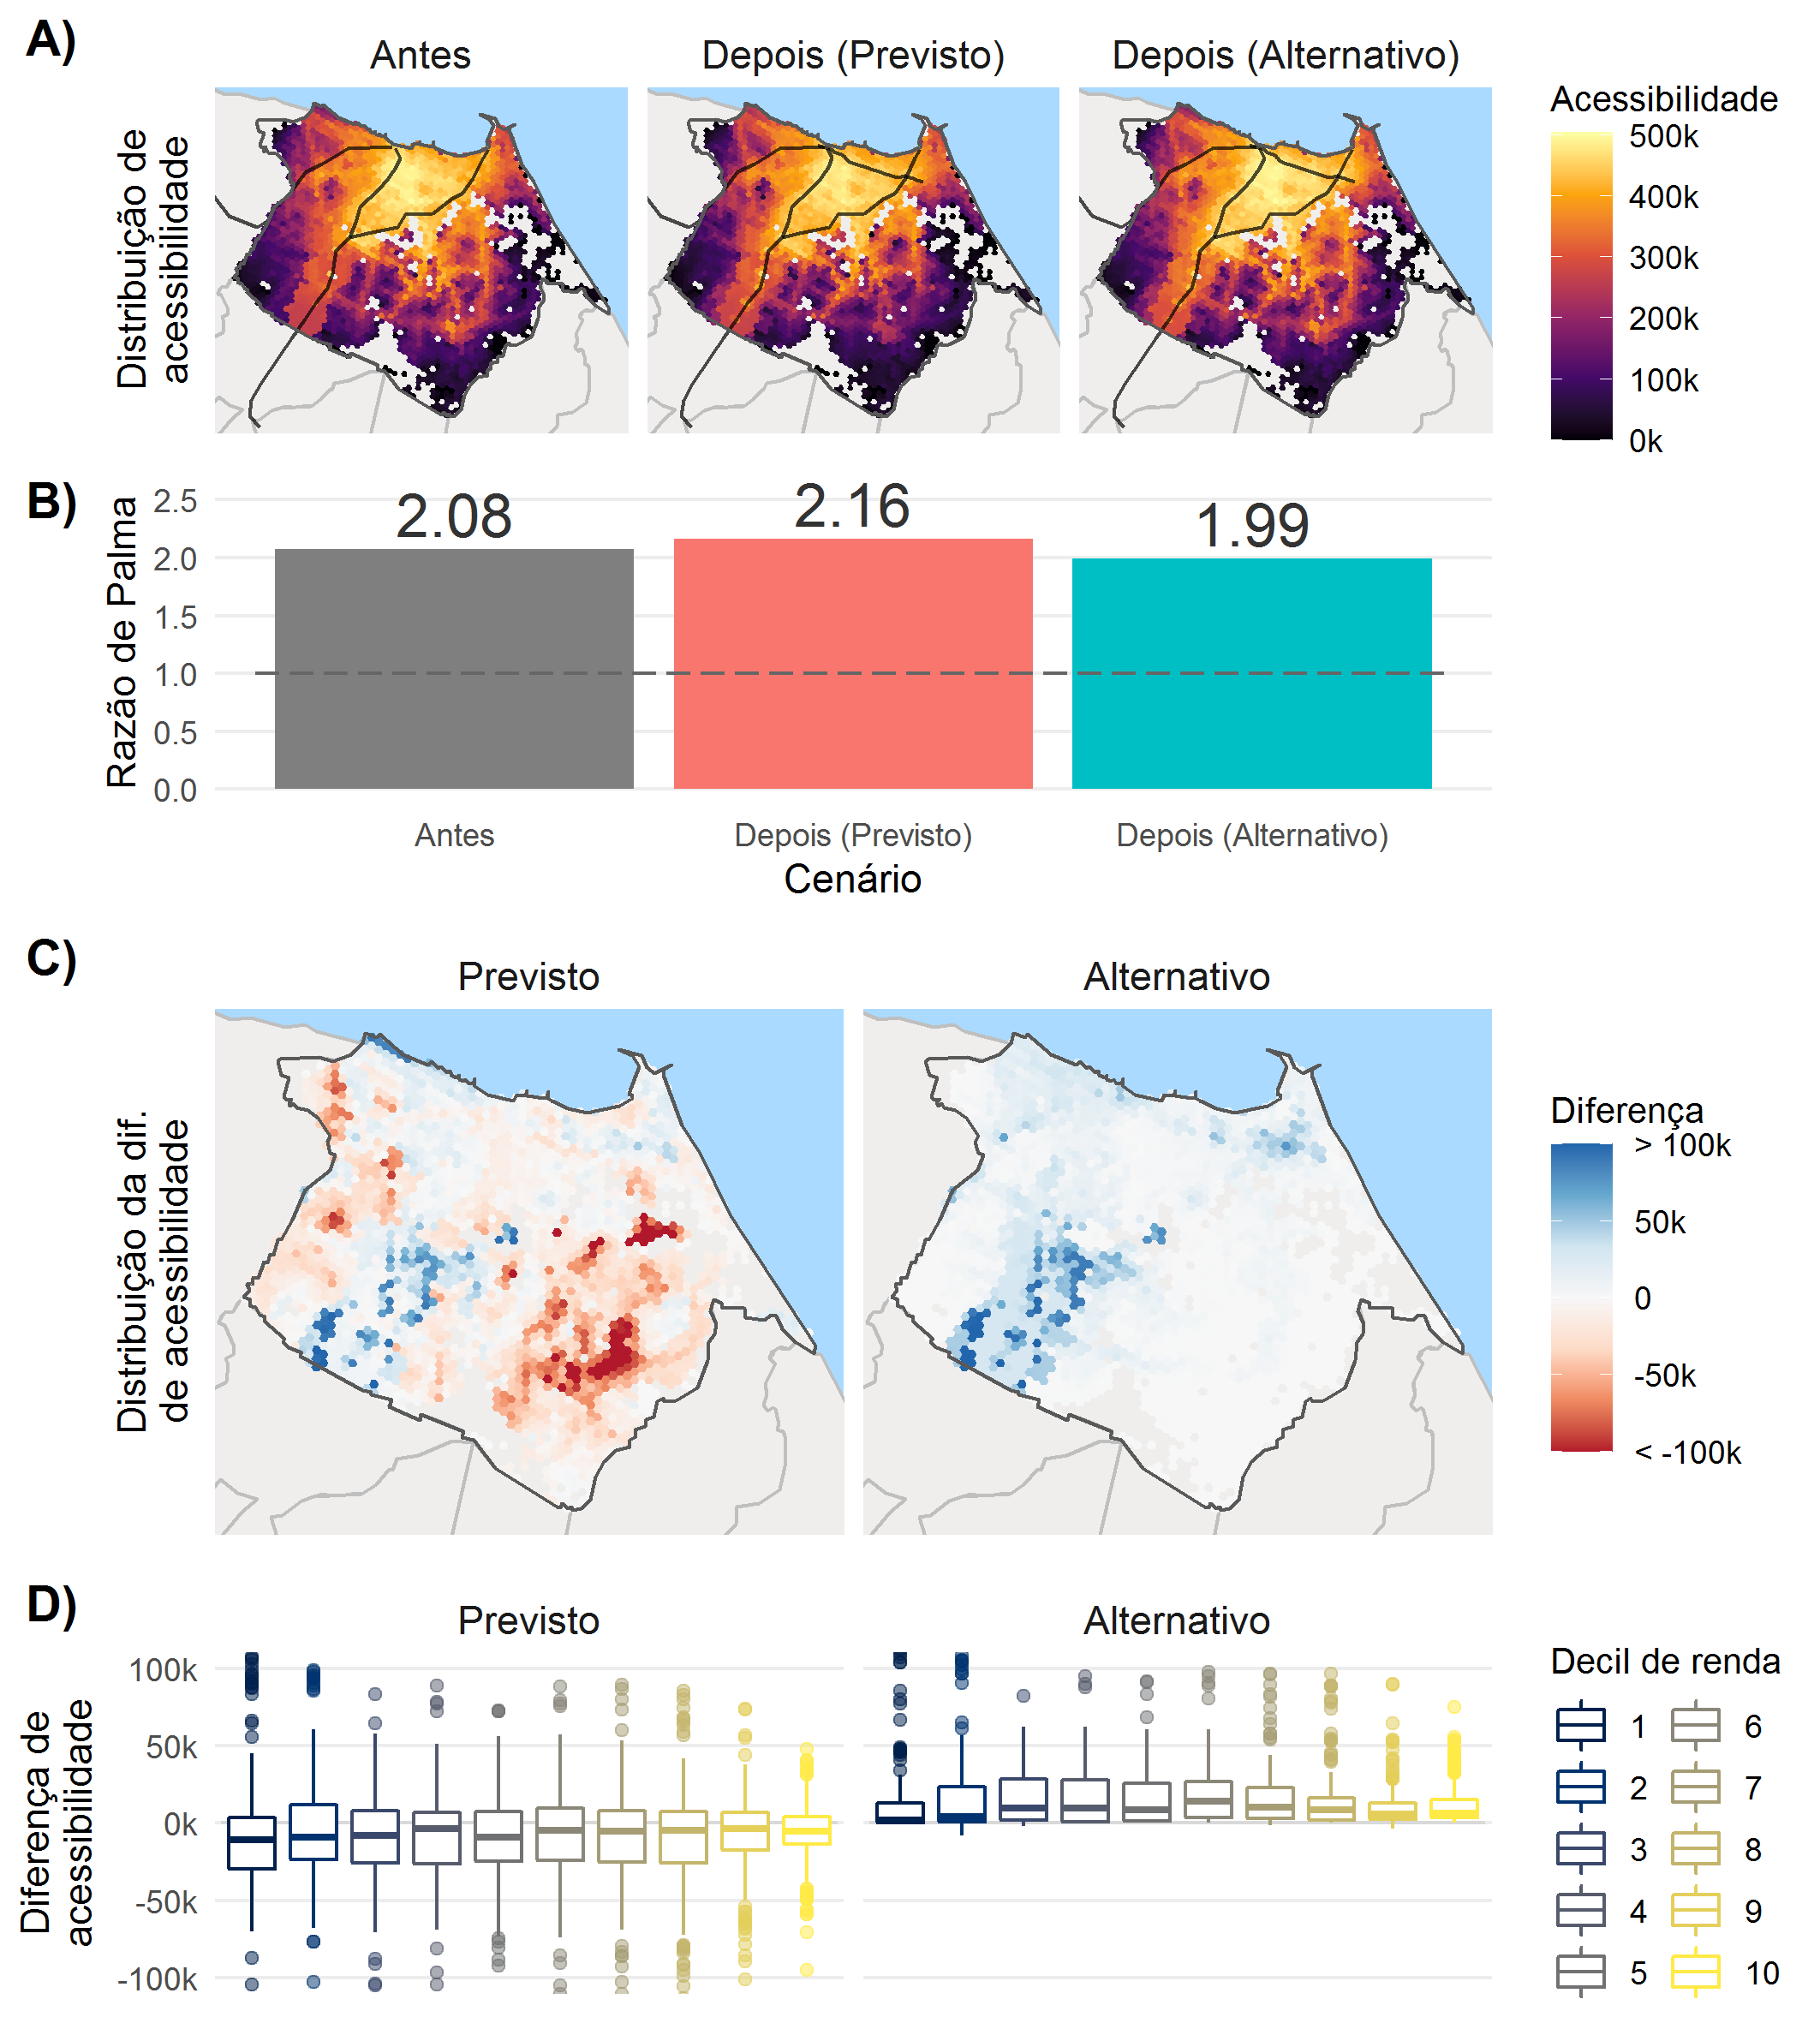 A)
Antes
Depois (Previsto)
Depois (Alternativo)
Distribuição de
acessibilidade
Acessibilidade
500k
400k
300k
200k
100k
0k
B)
Razão de Palma
2.5
2.0
1.5
1.0
0.5
0.0
2.08
2.16
1.99
Antes
Depois (Previsto)
Depois (Alternativo)
Cenário
C)
Previsto
Alternativo
Distribuição da dif.
de acessibilidade
Diferença
> 100k
50k
0
-50k
< -100k
D)
Previsto
Alternativo
Diferença de
acessibilidade
100k
50k
0k
-50k
-100k
Decil de renda
1
6
2
7
3
8
4
9
5
10